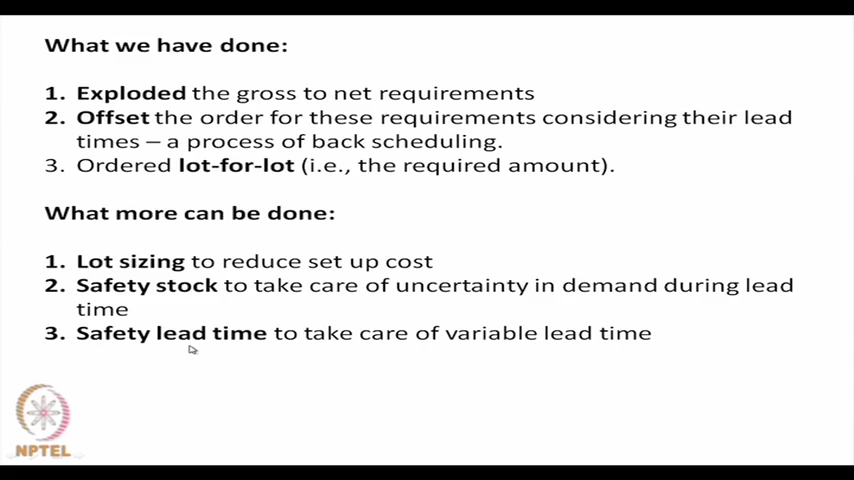 What we have done:
1. Exploded the gross to net requirements
2. Offset the order for these requirements considering their lead
times – a process of back scheduling.
3. Ordered lot-for-lot (i.e., the required amount).
What more can be done:
1. Lot sizing to reduce set up cost
2. Safety stock to take care of uncertainty in demand during lead
time
3. Safety lead time to take care of variable lead time
NPTEL